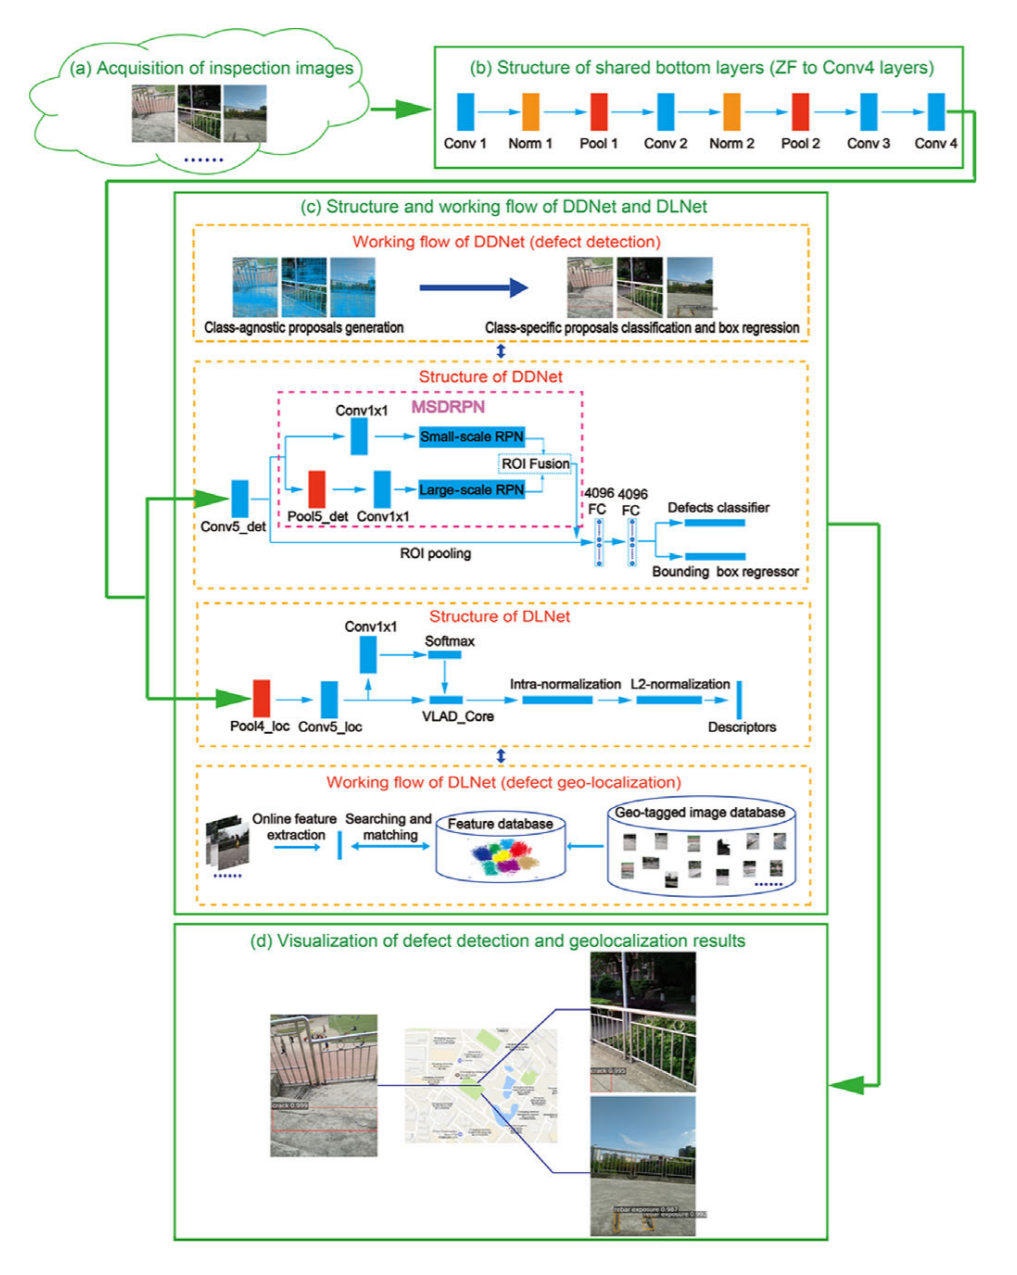 (a) Acquisition of inspection images
......
(b) Structure of shared bottom layers (ZF to Conv4 layers)
Conv 1 Norm 1 Pool 1 Conv 2 Norm 2 Pool 2 Conv 3 Conv 4
(c) Structure and working flow of DDNet and DLNet
Working flow of DDNet (defect detection)
Class-agnostic proposals generation
Class-specific proposals classification and box regression
Structure of DDNet
MSDRPN
Conv1x1
Small-scale RPN
ROI Fusion
Large-scale RPN
Pool5_det
Conv1x1
Conv5_det
4096
FC
4096
FC
Defects classifier
ROI pooling
Bounding box regressor
Structure of DLNet
Conv1x1
Softmax
Intra-normalization
L2-normalization
Pool4_loc
Conv5_loc
VLAD_Core
Descriptors
Working flow of DLNet (defect geo-localization)
Online feature
extraction
Searching and
matching
Feature database
Geo-tagged image database
......
......
(d) Visualization of defect detection and geolocalization results
crack 0.999
crack 0.995
rebar exposure 0.987
rebar exposure